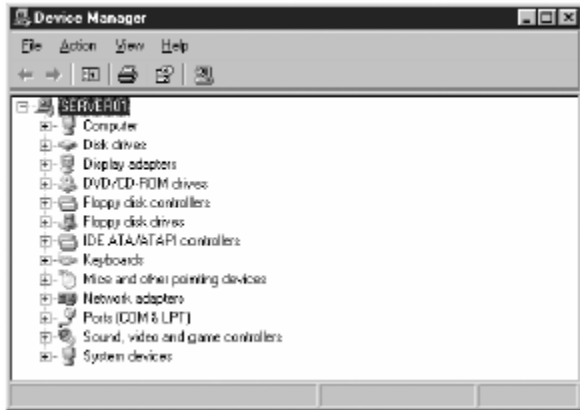 Device Manager
File Action View Help
SERVER01
Computer
Disk drives
Display adapters
DVD/CD-ROM drives
Floppy disk controllers
Floppy disk drives
IDE ATA/ATAPI controllers
Keyboards
Mice and other pointing devices
Network adapters
Ports (COM & LPT)
Sound, video and game controllers
System devices